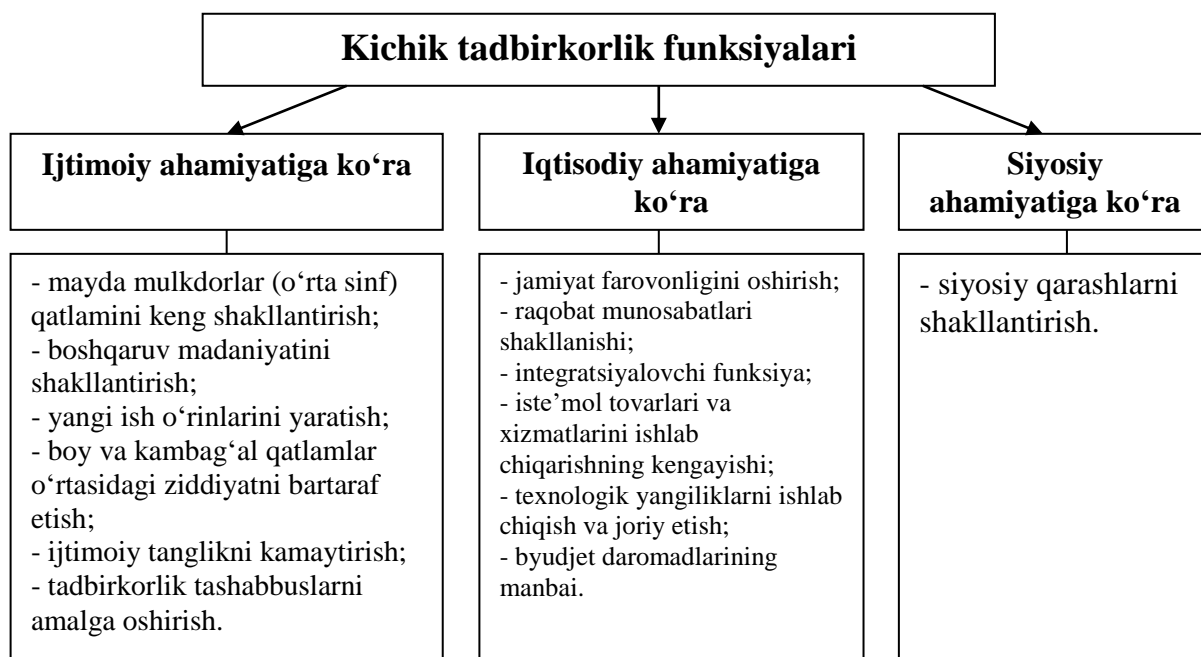 Kichik tadbirkorlik funksiyalari
Ijtimoiy ahamiyatiga ko‘ra
- mayda mulkdorlar (o‘rta sinf)
qatlamini keng shakllantirish;
- boshqaruv madaniyatini
shakllantirish;
- yangi ish o‘rinlarini yaratish;
- boy va kambag‘al qatlamlar
o‘rtasidagi ziddiyatni bartaraf
etish;
- ijtimoiy tanglikni kamaytirish;
- tadbirkorlik tashabbuslarni
amalga oshirish.
Iqtisodiy ahamiyatiga
ko‘ra
- jamiyat farovonligini oshirish;
- raqobat munosabatlari
shakllanishi;
- integratsiyalovchi funksiya;
- iste’mol tovarlari va
xizmatlarini ishlab
chiqarishning kengayishi;
- texnologik yangiliklarni ishlab
chiqish va joriy etish;
- byudjet daromadlarining
manbai.
Siyosiy
ahamiyatiga ko‘ra
- siyosiy qarashlarni
shakllantirish.